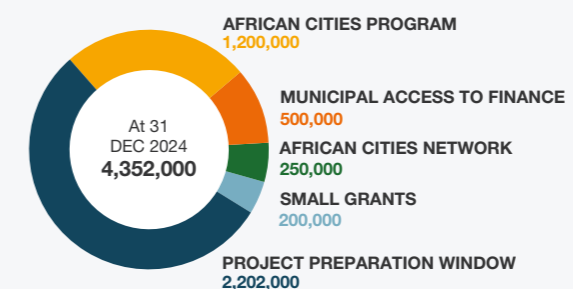 AFRICAN CITIES PROGRAM
1,200,000
MUNICIPAL ACCESS TO FINANCE
500,000
At 31
DEC 2024
4,352,000
AFRICAN CITIES NETWORK
250,000
SMALL GRANTS
200,000
PROJECT PREPARATION WINDOW
2,202,000